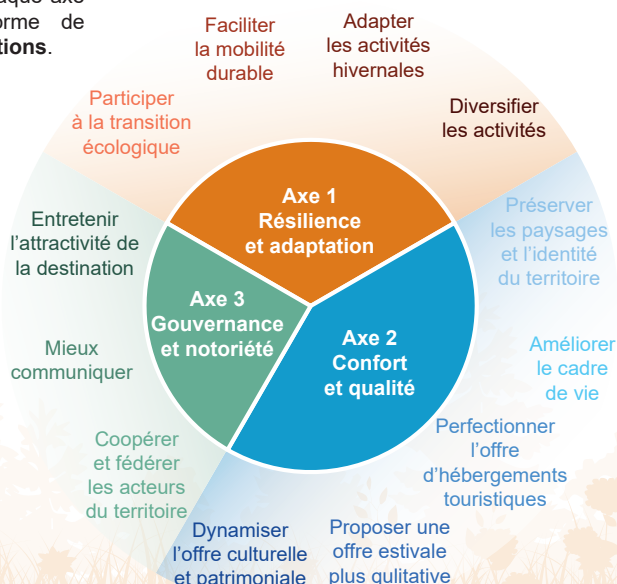 aque axe
orme de
tions.
Faciliter
la mobilité
durable
Adapter
les activités
hivernales
Participer
à la transition
écologique
Diversifier
les activités
Axe 1
Résilience
et adaptation
Entretenir
l'attractivité de
la destination
Préserver
les paysages
et l'identité
du territoire
Axe 3
Gouvernance
et notoriété
Axe 2
Confort
et qualité
Mieux
communiquer
Améliorer
le cadre
de vie
Coopérer
et fédérer
les acteurs
du territoire
Perfectionner
l'offre
d'hébergements
touristiques
Dynamiser
l'offre culturelle
et patrimoniale
Proposer une
offre estivale
plus qulitative